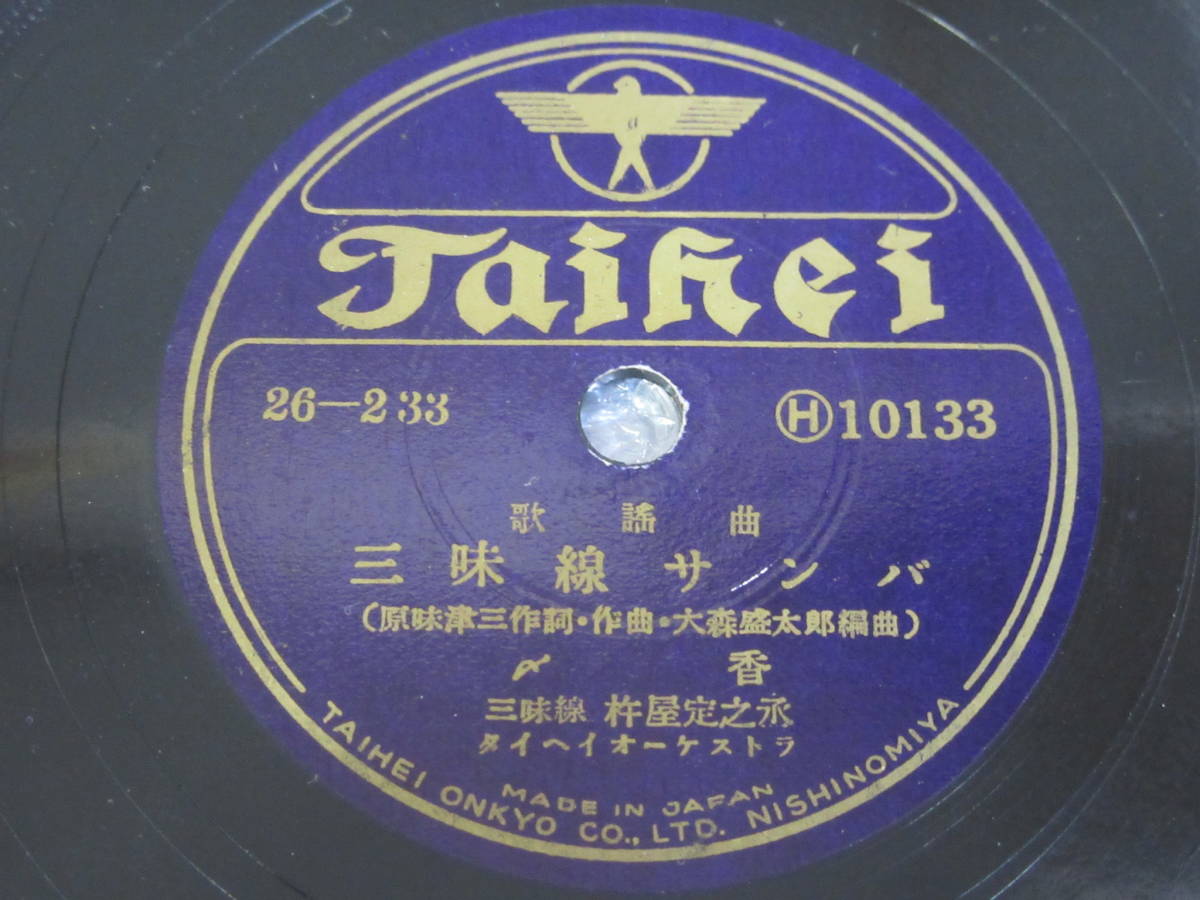 a
Taihei
26-233 Ⓗ10133
歌謡曲
三味線サンバ
(原味津三作詞・作曲・大森盛太郎編曲)
〆香
三味線 杵屋定之丞
タイヘイオーケストラ
MADE IN JAPAN
TAIHEI ONKYO CO., LTD. NISHINOMIYA